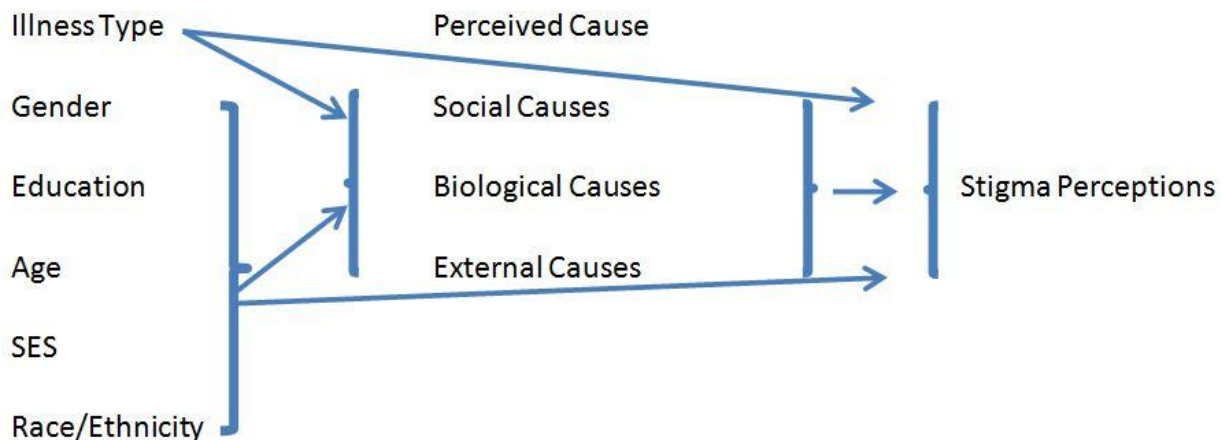 Illness Type
Perceived Cause
Gender
Social Causes
Education
Biological Causes
Stigma Perceptions
Age
External Causes
SES
Race/Ethnicity